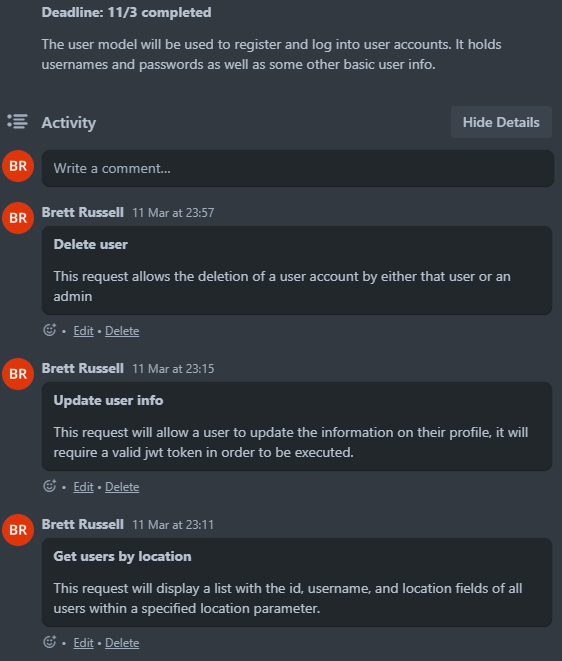 Deadline: 11/3 completed
The user model will be used to register and log into user accounts. It holds
usernames and passwords as well as some other basic user info.
Activity
Hide Details
BR
Write a comment...
BR
Brett Russell 11 Mar at 23:57
Delete user
This request allows the deletion of a user account by either that user or an
admin
• Edit • Delete
BR
Brett Russell 11 Mar at 23:15
Update user info
This request will allow a user to update the information on their profile, it will
require a valid jwt token in order to be executed.
• Edit • Delete
BR
Brett Russell 11 Mar at 23:11
Get users by location
This request will display a list with the id, username, and location fields of all
users within a specified location parameter.
• Edit • Delete